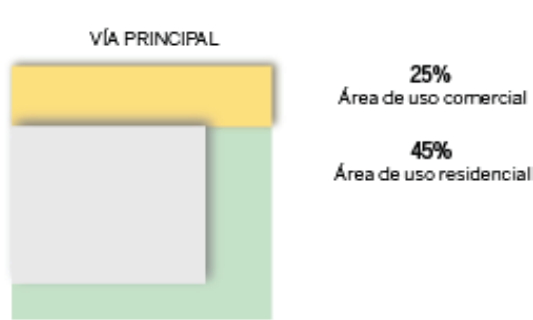 VÍA PRINCIPAL
25%
Área de uso comercial
45%
Área de uso residencial